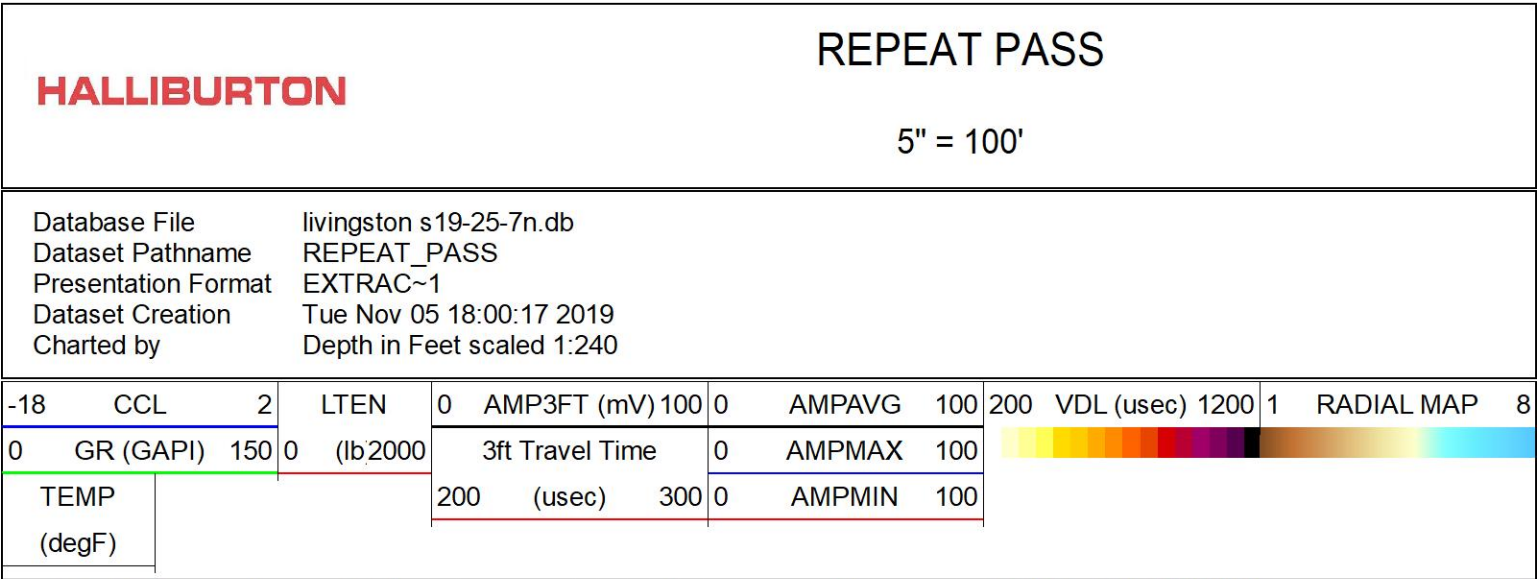 HALLIBURTON
REPEAT PASS
5" = 100'
Database File livingston s19-25-7n.db
Dataset Pathname REPEAT_PASS
Presentation Format EXTRAC~1
Dataset Creation Tue Nov 05 18:00:17 2019
Charted by Depth in Feet scaled 1:240
-18 CCL 2 LTEN 0 AMP3FT (mV) 100 0 AMPAVG 100 200 VDL (usec) 1200 1 RADIAL MAP 8
0 GR (GAPI) 150 0 (lb 2000 3ft Travel Time 0 AMPMAX 100
TEMP 200 (usec) 300 0 AMPMIN 100
(degF)